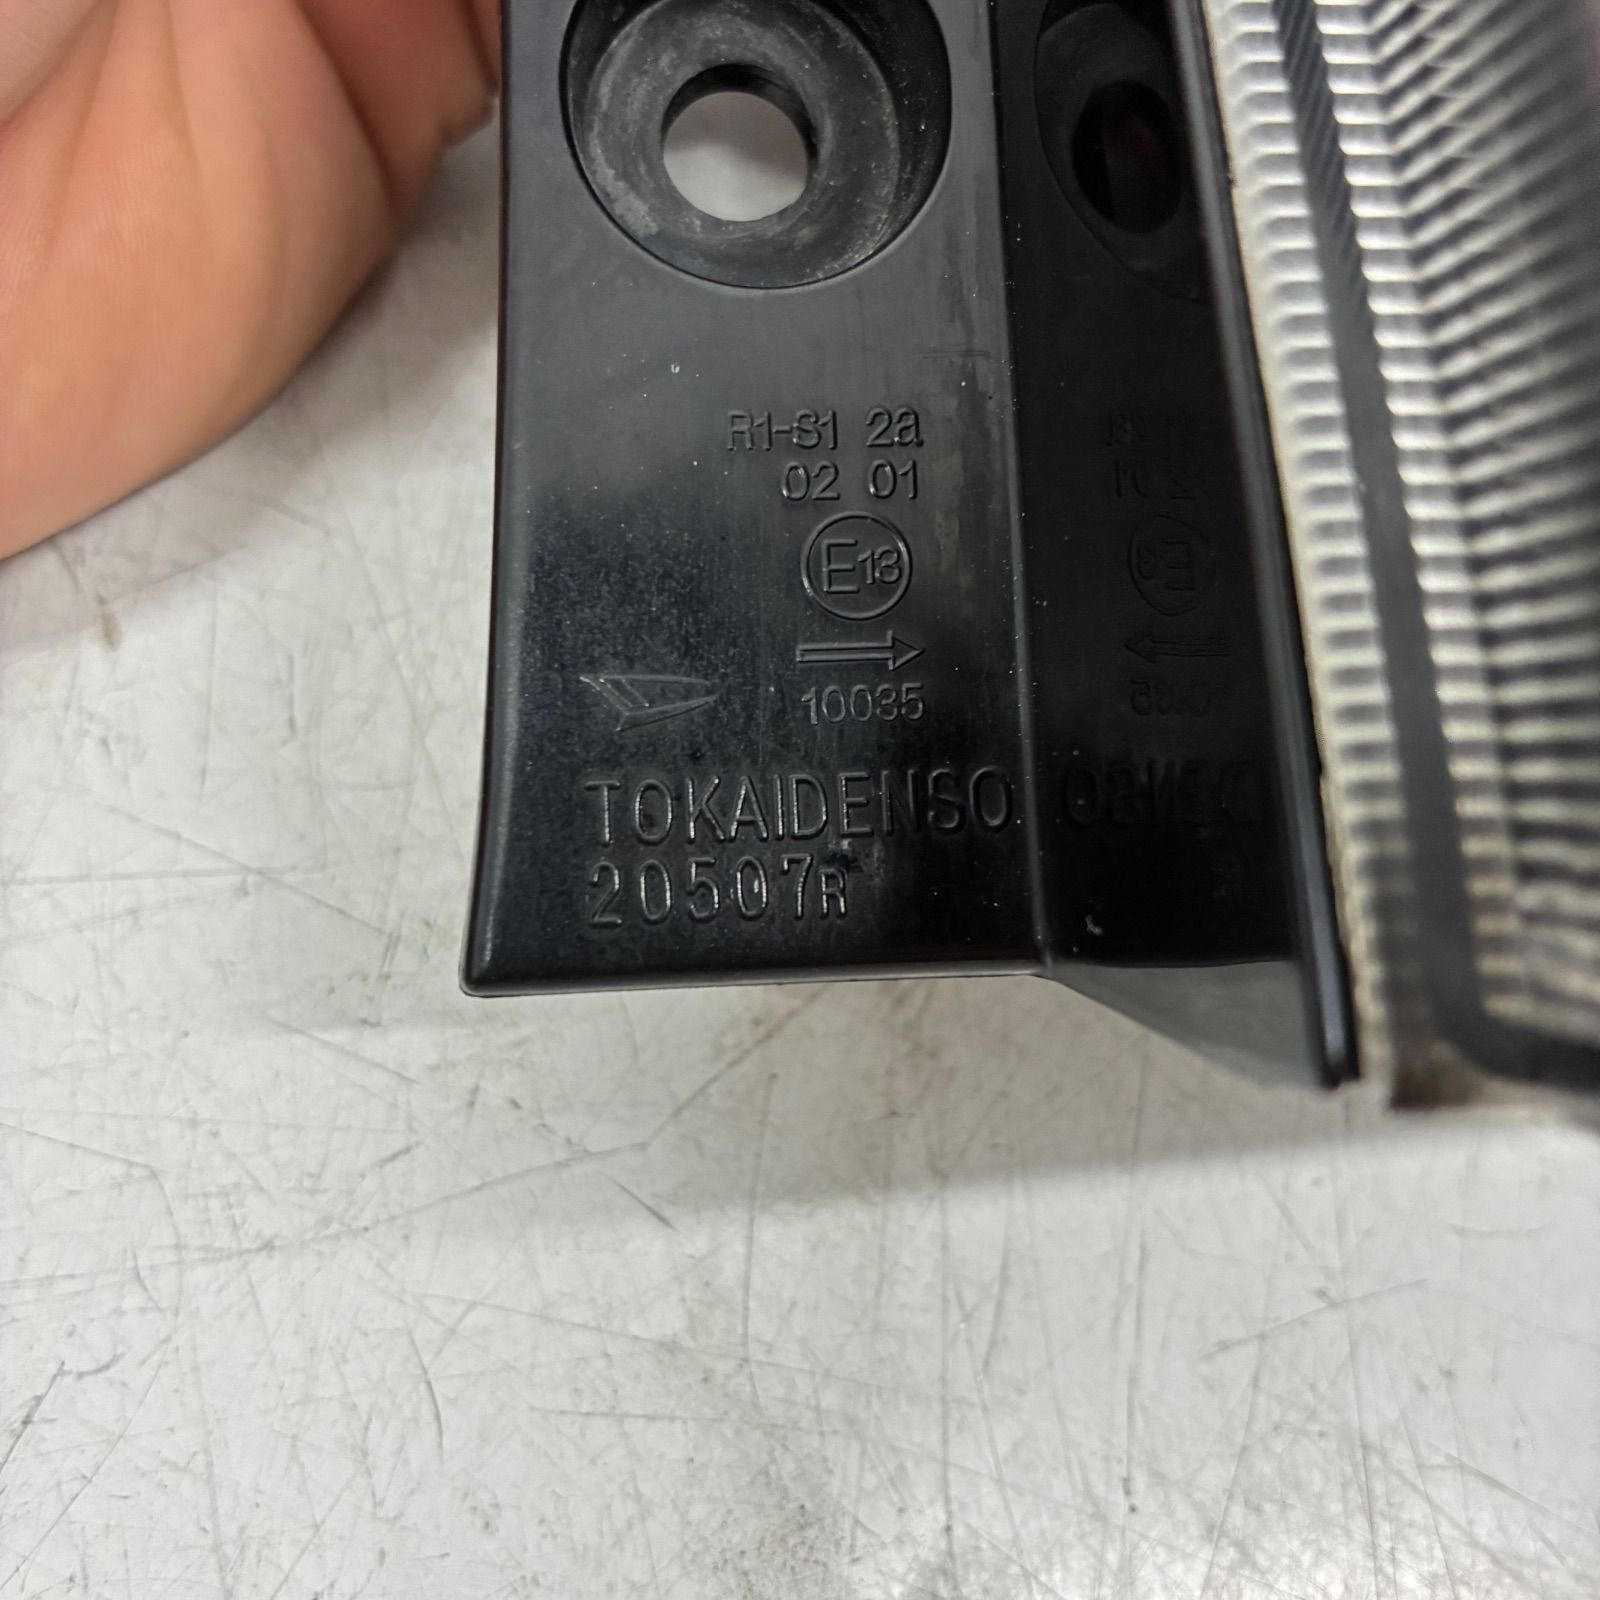 R1-S1 2a
02 01
E13
→
10035
TOKAIDENSO
20507R